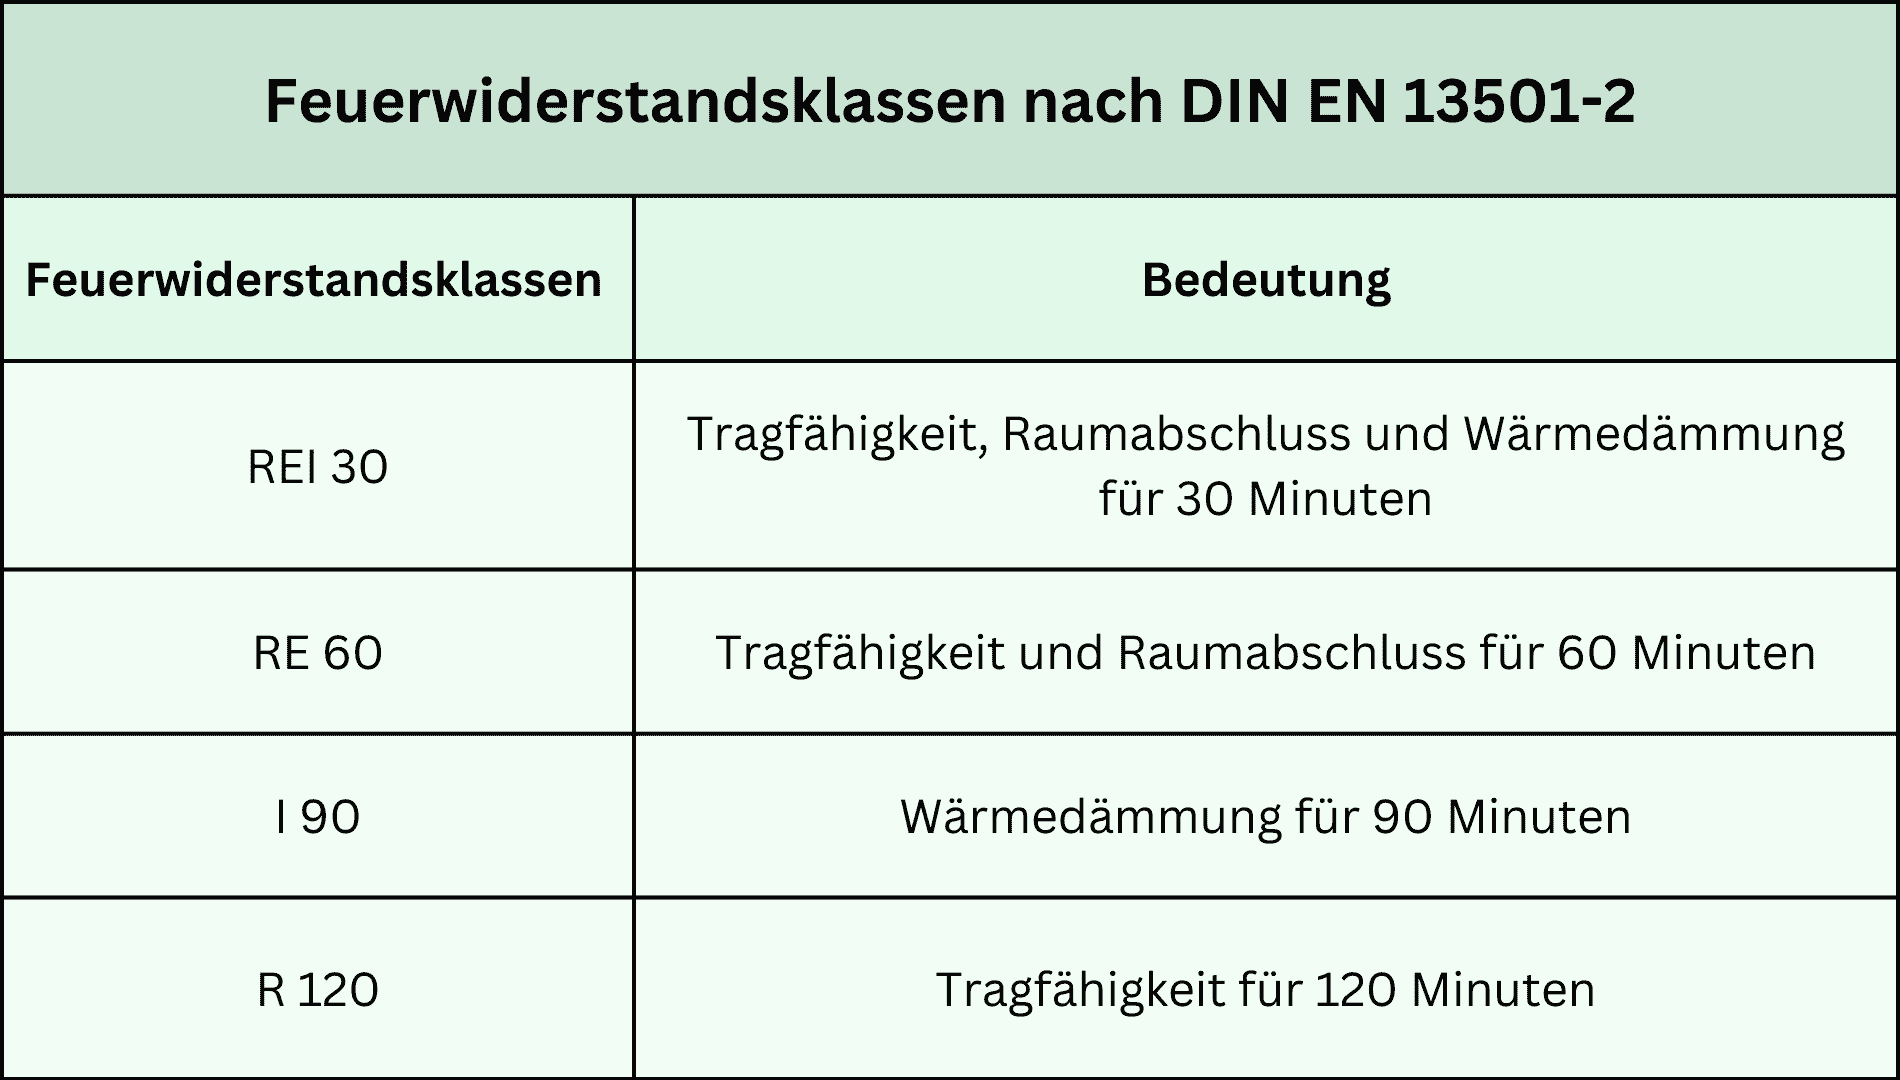 Feuerwiderstandsklassen nach DIN EN 13501-2
Feuerwiderstandsklassen
Bedeutung
REI 30
Tragfähigkeit, Raumabschluss und Wärmedämmung
für 30 Minuten
RE 60
Tragfähigkeit und Raumabschluss für 60 Minuten
I 90
Wärmedämmung für 90 Minuten
R 120
Tragfähigkeit für 120 Minuten